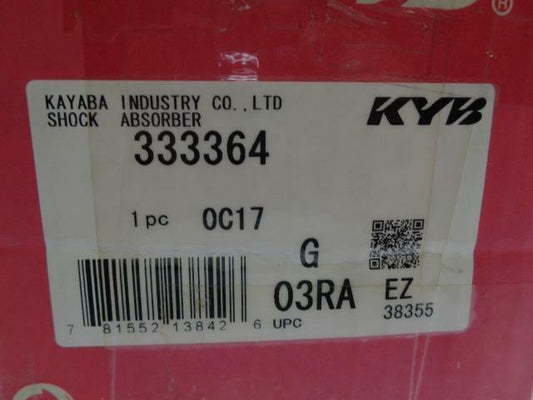 ®
KAYABA INDUSTRY CO.,LTD
SHOCK ABSORBER
KYB
333364
1pc 0C17
G
03RA EZ
38355
7 81552 13842 6 UPC